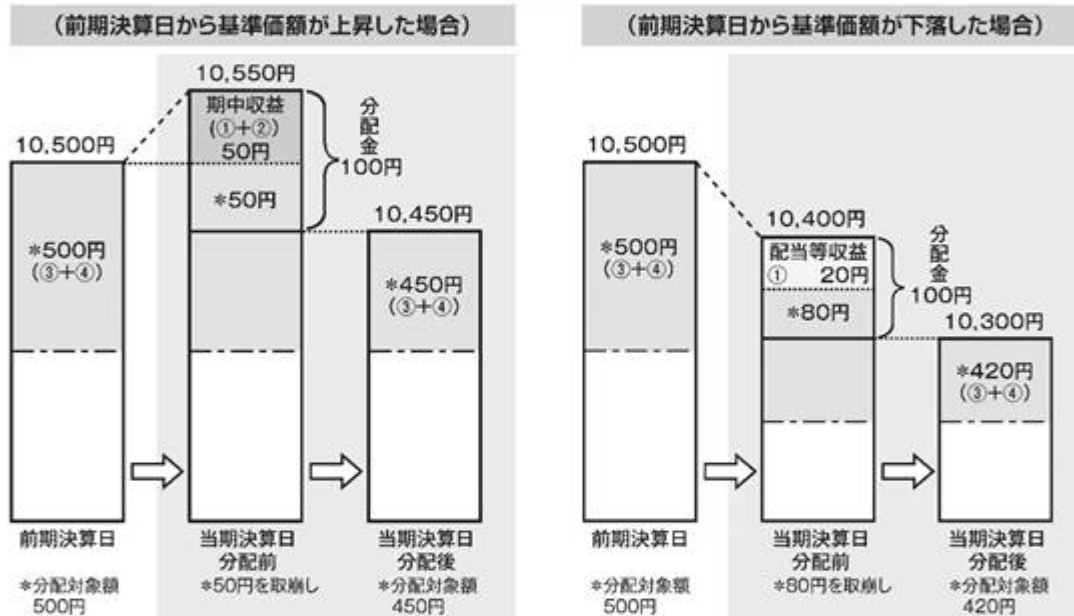 （前期決算日から基準価額が上昇した場合）
10,550円
期中収益
(①+②)
50円
分配金
100円
10,500円
*50円
10,450円
*500円
(③+④)
*450円
(③+④)
前期決算日
当期決算日
分配前
当期決算日
分配後
*分配対象額
500円
*50円を取崩し
*分配対象額
450円
（前期決算日から基準価額が下落した場合）
10,500円
10,400円
配当等収益
① 20円
分配金
100円
*500円
(③+④)
*80円
10,300円
*420円
(③+④)
前期決算日
当期決算日
分配前
当期決算日
分配後
*分配対象額
500円
*80円を取崩し
*分配対象額
420円